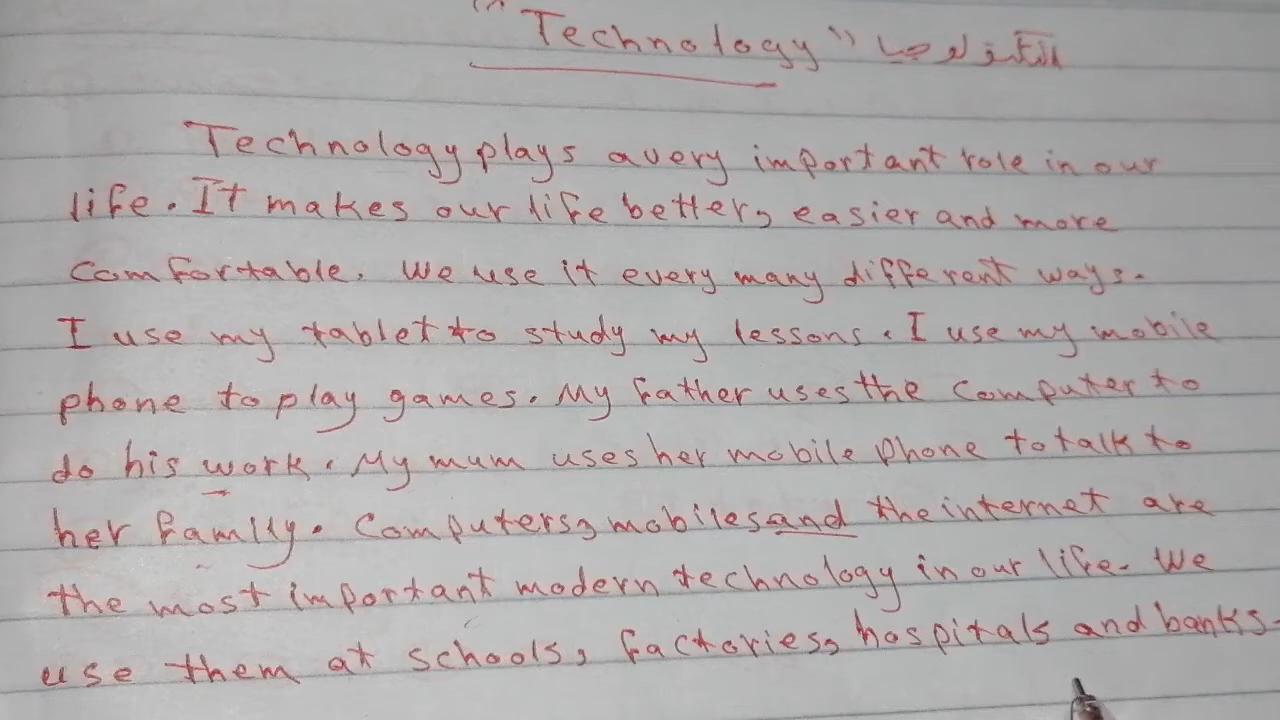 "Technology" التكنولوجيا
Technology plays a very important role in our
life. It makes our life better, easier and more
comfortable. We use it every many different ways.
I use my tablet to study my lessons. I use my mobile
phone to play games. My father uses the computer to
do his work. My mum uses her mobile phone to talk to
her family. Computers, mobiles and the internet are
the most important modern technology in our life. We
use them at schools, factories, hospitals and banks.